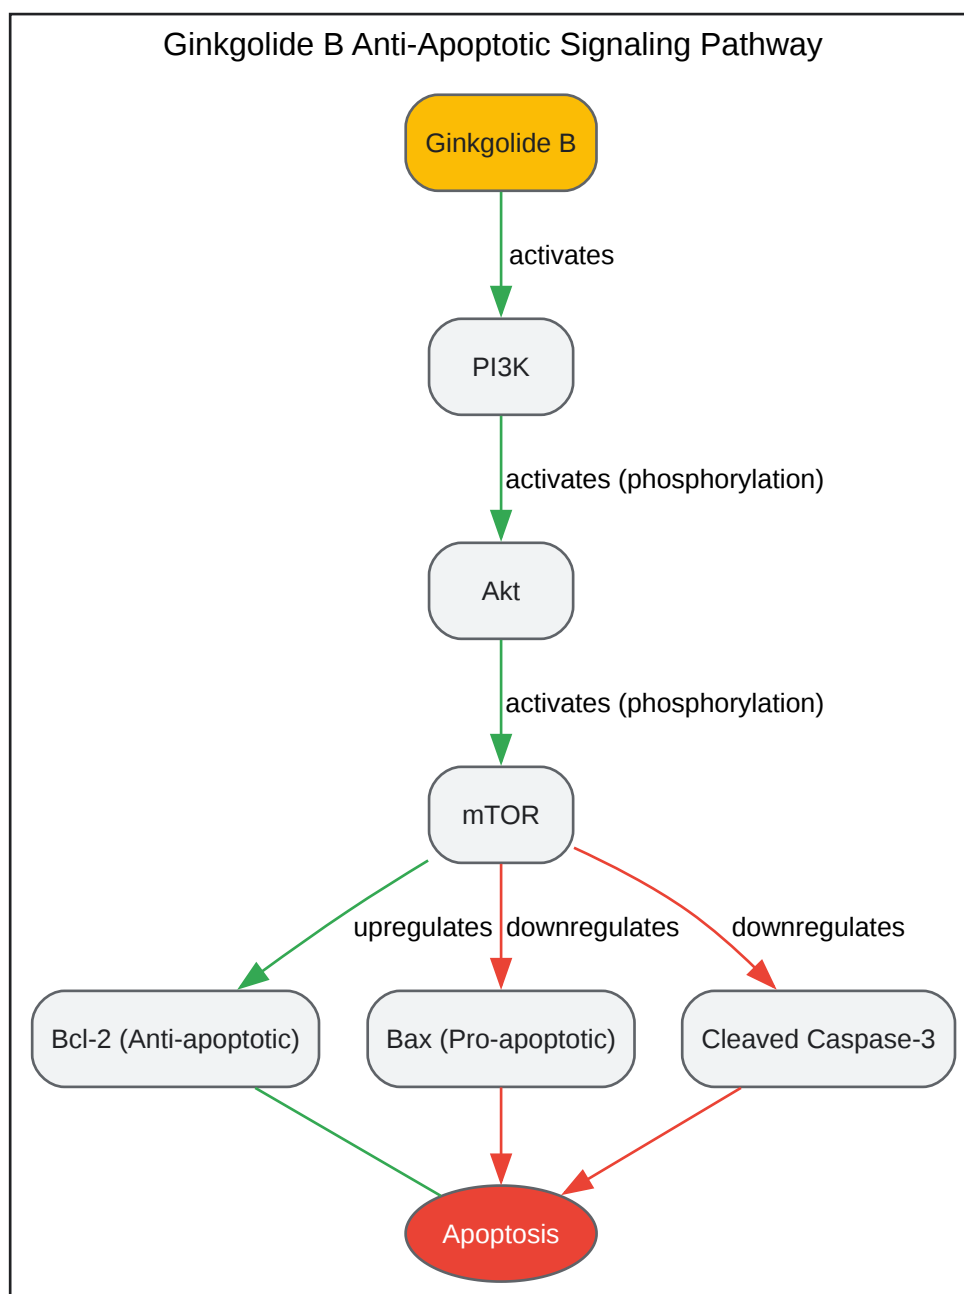 Ginkgolide B Anti-Apoptotic Signaling Pathway
Ginkgolide B
activates
PI3K
activates (phosphorylation)
Akt
activates (phosphorylation)
mTOR
upregulates
downregulates
downregulates
Bcl-2 (Anti-apoptotic)
Bax (Pro-apoptotic)
Cleaved Caspase-3
Apoptosis